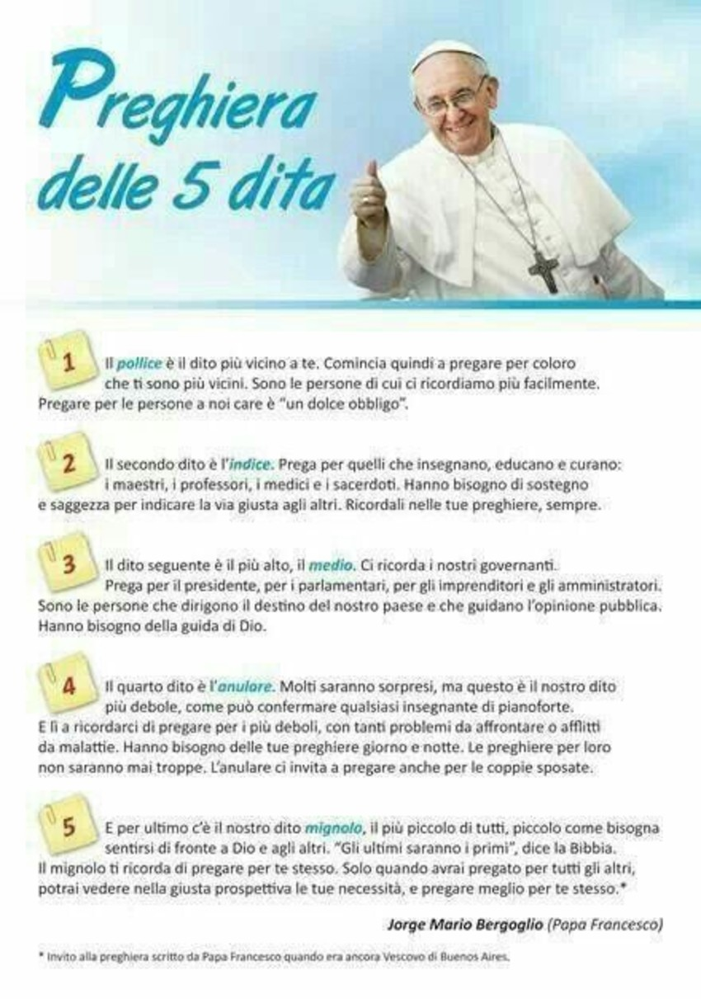 Preghiera
delle 5 dita
1
Il pollice è il dito più vicino a te. Comincia quindi a pregare per coloro
che ti sono più vicini. Sono le persone di cui ci ricordiamo più facilmente.
Pregare per le persone a noi care è “un dolce obbligo”.
2
Il secondo dito è l'indice. Prega per quelli che insegnano, educano e curano:
i maestri, i professori, i medici e i sacerdoti. Hanno bisogno di sostegno
e saggezza per indicare la via giusta agli altri. Ricordali nelle tue preghiere, sempre.
3
Il dito seguente è il più alto, il medio. Ci ricorda i nostri governanti.
Prega per il presidente, per i parlamentari, per gli imprenditori e gli amministratori.
Sono le persone che dirigono il destino del nostro paese e che guidano l'opinione pubblica.
Hanno bisogno della guida di Dio.
4
Il quarto dito è l'anulare. Molti saranno sorpresi, ma questo è il nostro dito
più debole, come può confermare qualsiasi insegnante di pianoforte.
E lì a ricordarci di pregare per i più deboli, con tanti problemi da affrontare o afflitti
da malattie. Hanno bisogno delle tue preghiere giorno e notte. Le preghiere per loro
non saranno mai troppe. L'anulare ci invita a pregare anche per le coppie sposate.
5
E per ultimo c'è il nostro dito mignolo, il più piccolo di tutti, piccolo come bisogna
sentirsi di fronte a Dio e agli altri. “Gli ultimi saranno i primi”, dice la Bibbia.
Il mignolo ti ricorda di pregare per te stesso. Solo quando avrai pregato per tutti gli altri,
potrai vedere nella giusta prospettiva le tue necessità, e pregare meglio per te stesso.*
Jorge Mario Bergoglio (Papa Francesco)
* Invito alla preghiera scritto da Papa Francesco quando era ancora Vescovo di Buenos Aires.